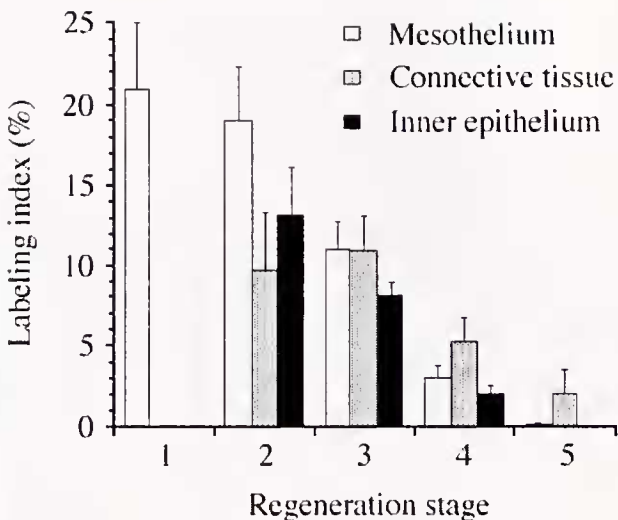 25
20
15
10
5
0
Labeling index (%)
Mesothelium
Connective tissue
Inner epithelium
1 2 3 4 5
Regeneration stage